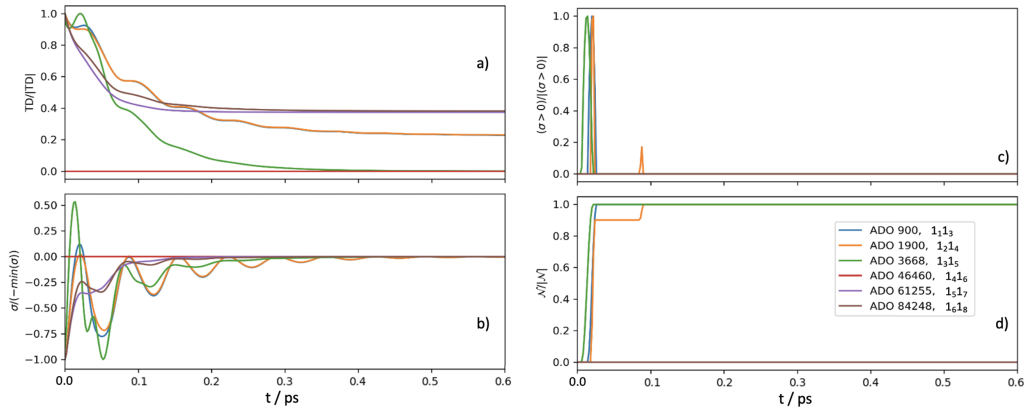 1.0
0.8
0.6
0.4
0.2
0.0
TD/|TD|
a)
0.50
0.25
0.00
−0.25
−0.50
−0.75
−1.00
σ/(−min(σ))
b)
0.0 0.1 0.2 0.3 0.4 0.5 0.6
t / ps
1.0
0.8
0.6
0.4
0.2
0.0
(σ > 0)/|(σ > 0)|
c)
1.0
0.8
0.6
0.4
0.2
0.0
𝒩/|𝒩|
ADO 900, 1₁1₃
ADO 1900, 1₂1₄
ADO 3668, 1₃1₅
ADO 46460, 1₄1₆
ADO 61255, 1₅1₇
ADO 84248, 1₆1₈
d)
0.0 0.1 0.2 0.3 0.4 0.5 0.6
t / ps